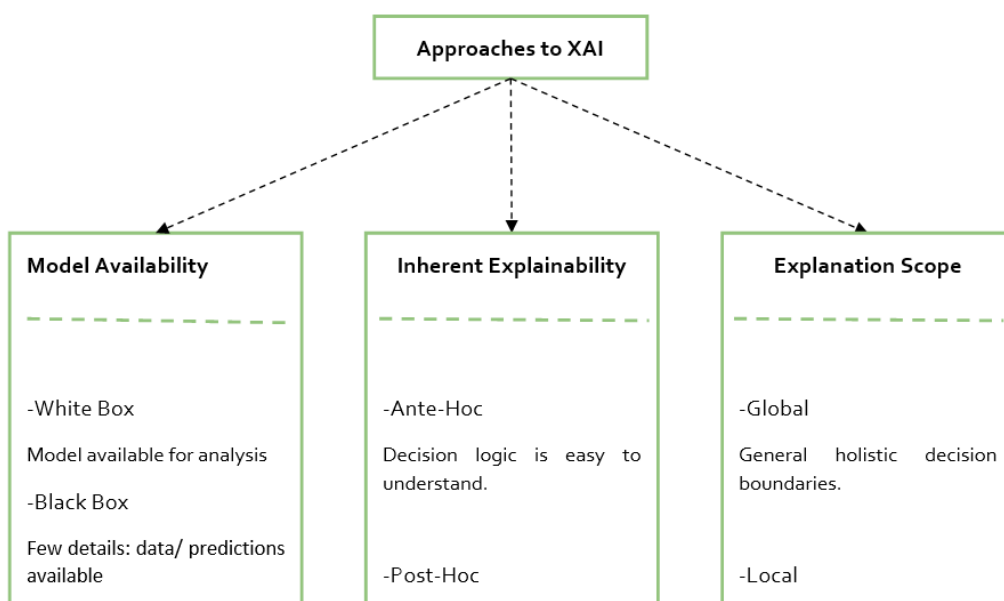 Approaches to XAI
Model Availability
-White Box
Model available for analysis
-Black Box
Few details: data/ predictions
available
Inherent Explainability
-Ante-Hoc
Decision logic is easy to
understand.
-Post-Hoc
Explanation Scope
-Global
General holistic decision
boundaries.
-Local